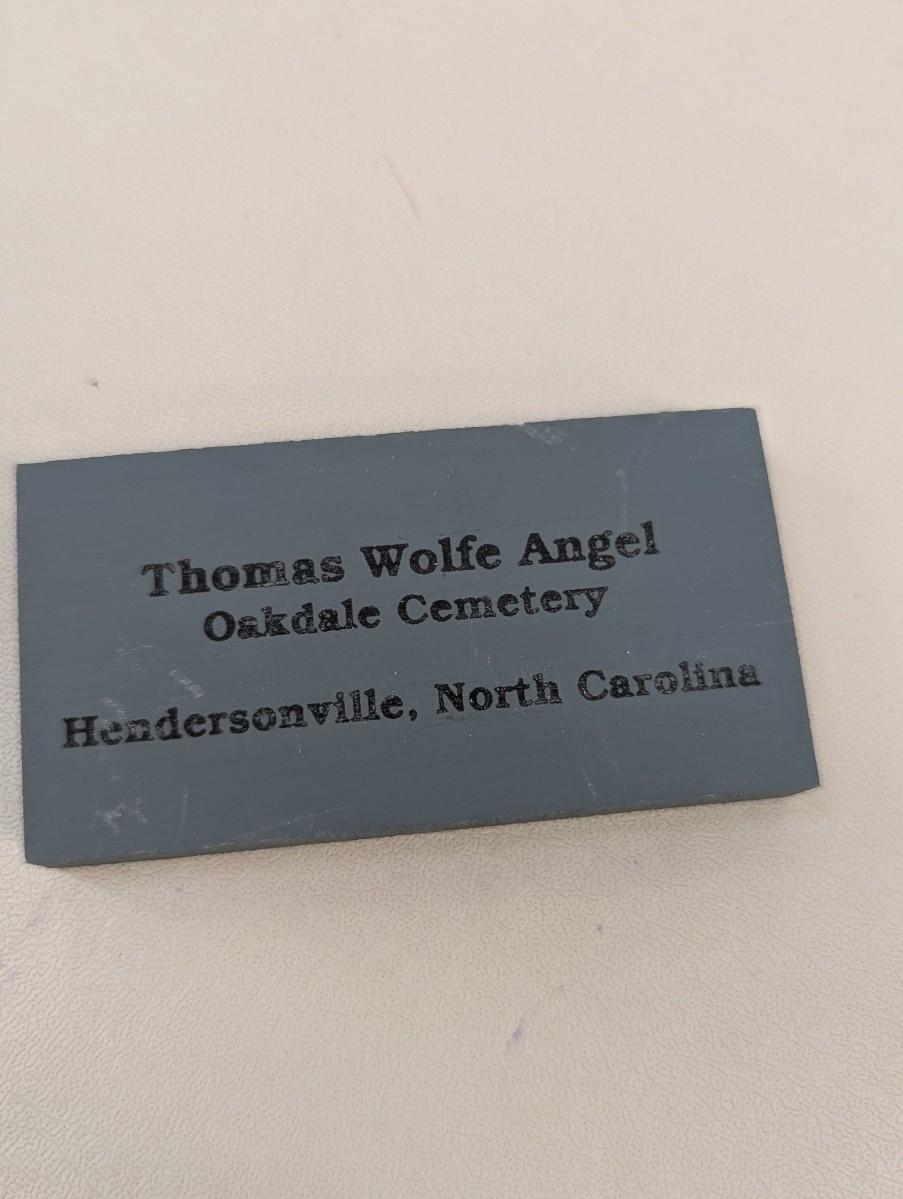 Thomas Wolfe Angel
Oakdale Cemetery
Hendersonville, North Carolina